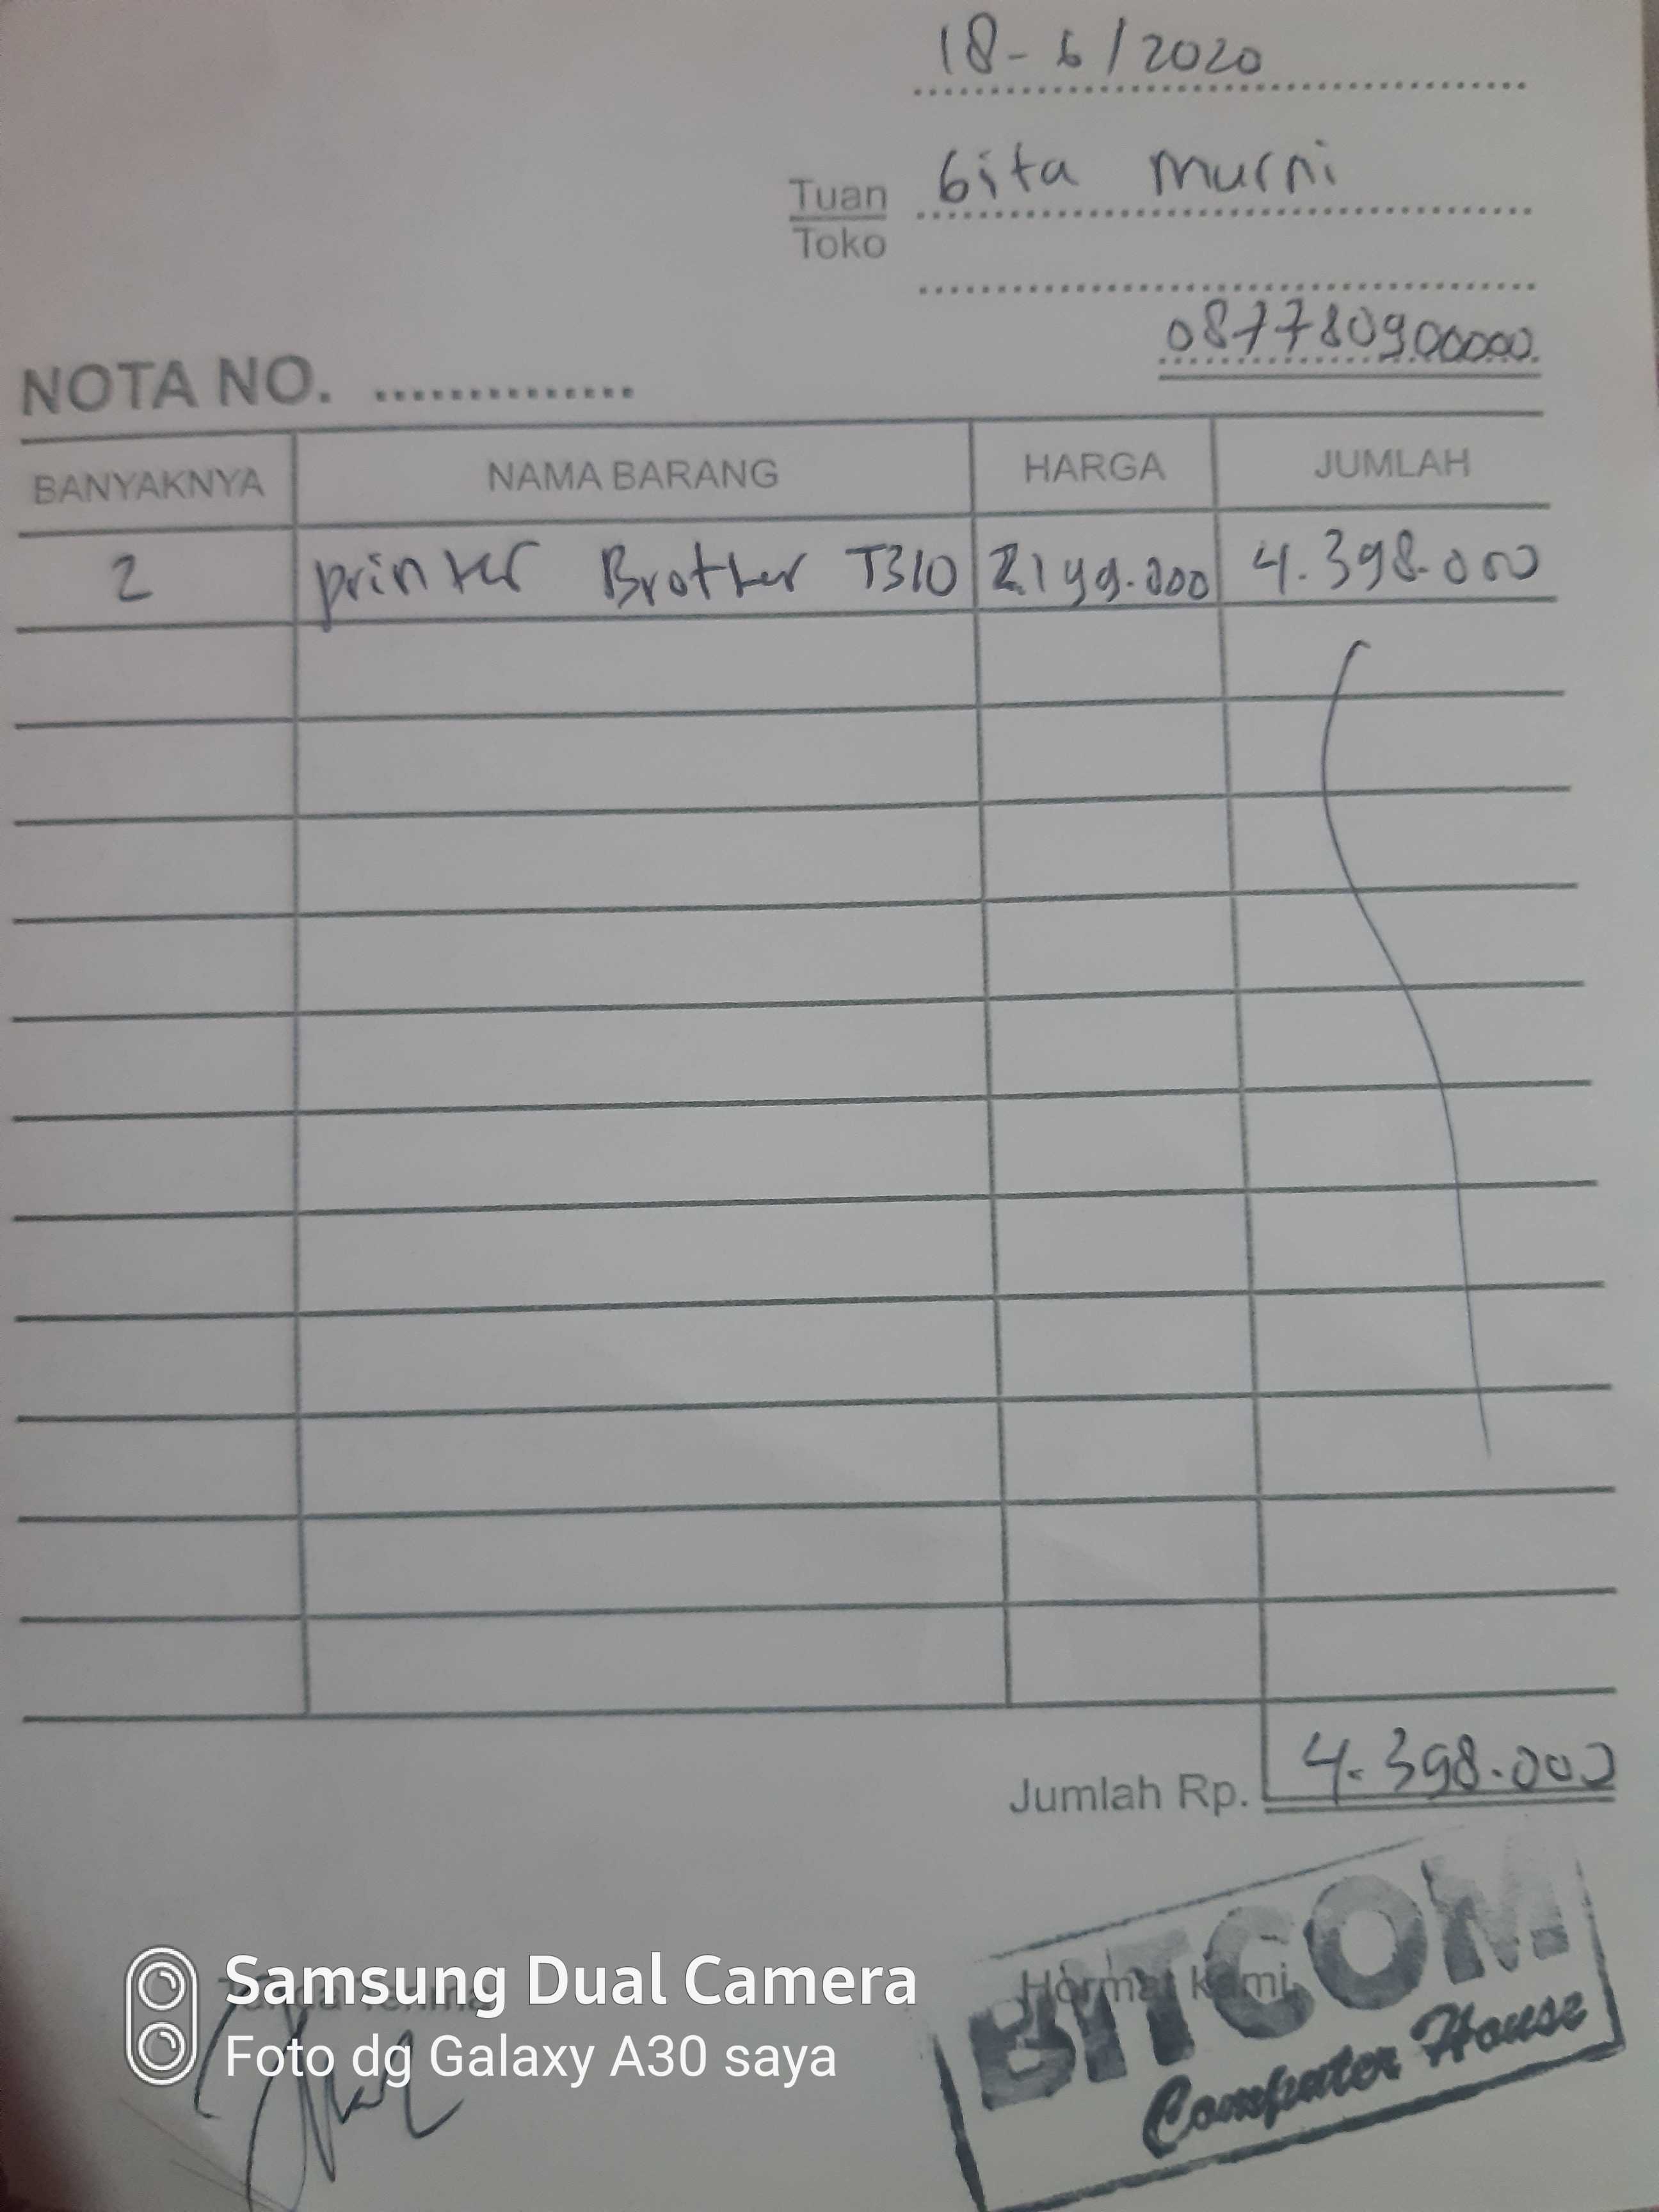 18-6/2020
Tuan Gita Murni
Toko
087780900000
NOTA NO. ..............
BANYAKNYA NAMA BARANG HARGA JUMLAH
2 printer Brother T310 2.199.000 4.398.000
Jumlah Rp. 4.398.000
Hormat kami,
BITCOM
Computer House
Samsung Dual Camera
Foto dg Galaxy A30 saya